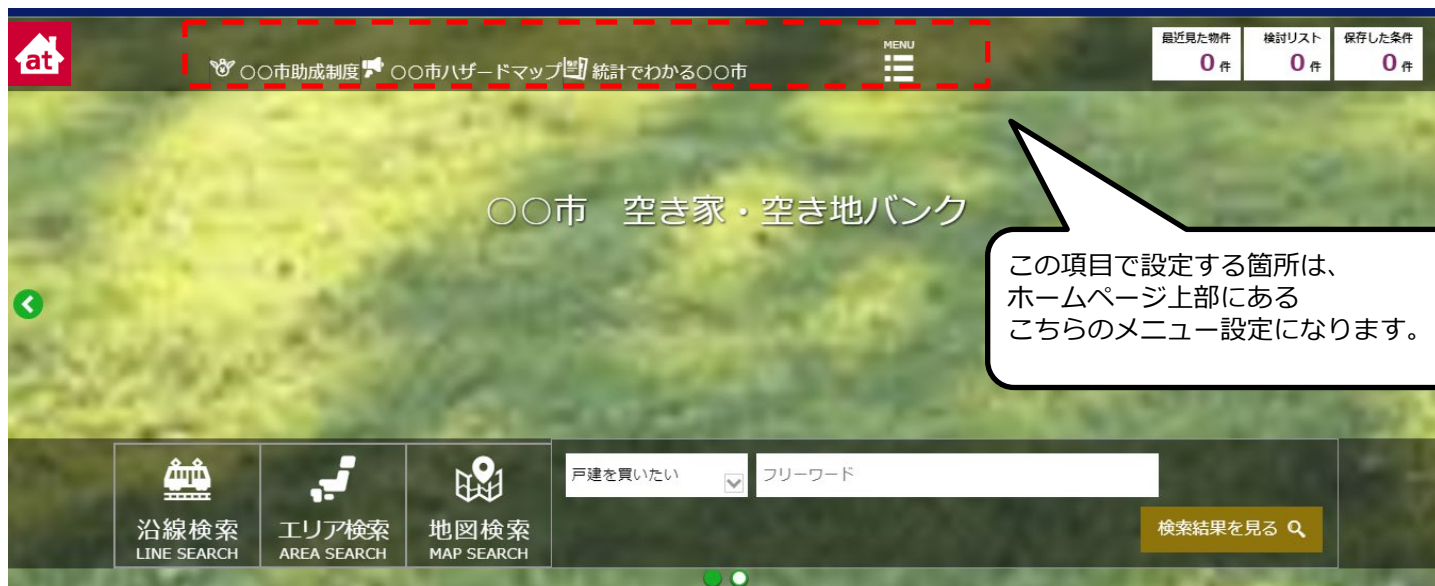 at
○○市助成制度 ○○市ハザードマップ 統計でわかる○○市
MENU
最近見た物件
0 件
検討リスト
0 件
保存した条件
0 件
○○市 空き家・空き地バンク
この項目で設定する箇所は、
ホームページ上部にある
こちらのメニュー設定になります。
沿線検索
LINE SEARCH
エリア検索
AREA SEARCH
地図検索
MAP SEARCH
戸建を買いたい
フリーワード
検索結果を見る